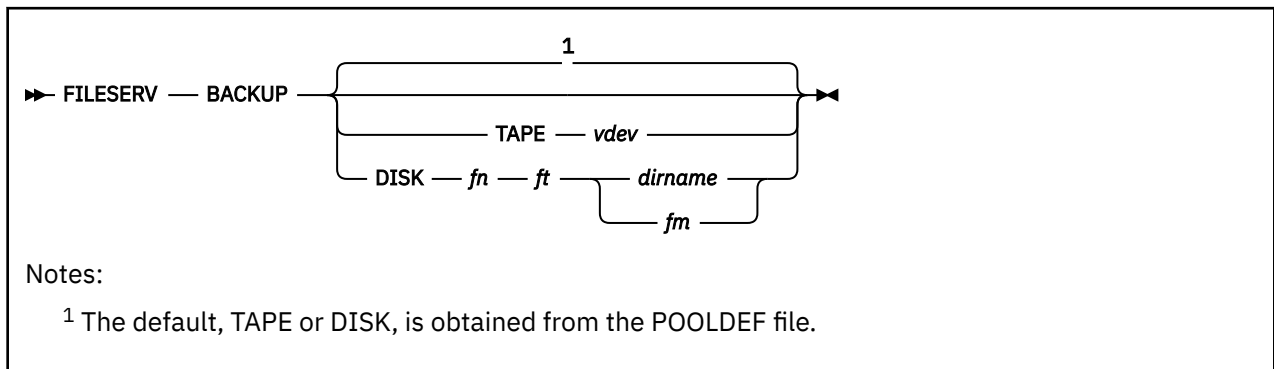 1
FILESERV BACKUP
TAPE vdev
DISK fn ft dirname
fm
Notes:
1 The default, TAPE or DISK, is obtained from the POOLDEF file.